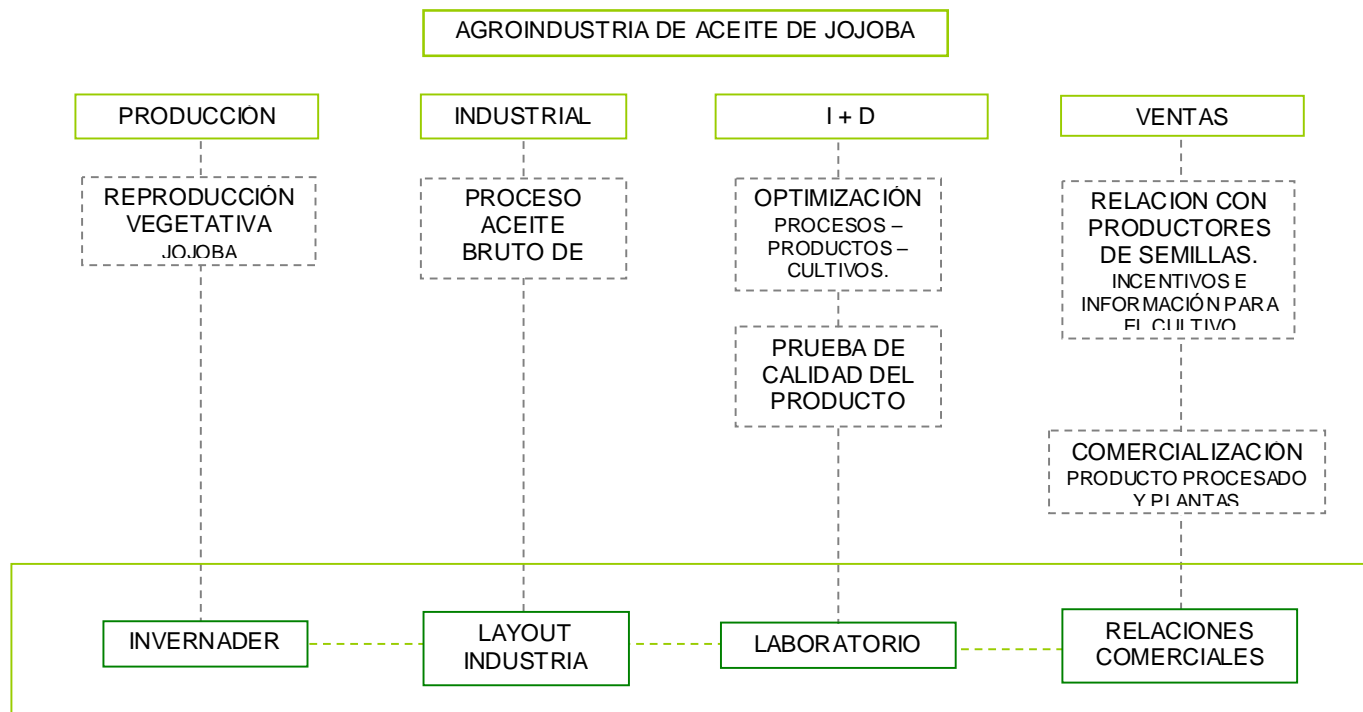 AGROINDUSTRIA DE ACEITE DE JOJOBA
PRODUCCIÓN
INDUSTRIAL
I + D
VENTAS
REPRODUCCIÓN
VEGETATIVA
JOJOBA
PROCESO
ACEITE
BRUTO DE
OPTIMIZACIÓN
PROCESOS –
PRODUCTOS –
CULTIVOS.
RELACION CON
PRODUCTORES
DE SEMILLAS.
INCENTIVOS E
INFORMACIÓN PARA
EL CULTIVO
PRUEBA DE
CALIDAD DEL
PRODUCTO
COMERCIALIZACIÓN
PRODUCTO PROCESADO
Y PLANTAS
INVERNADER
LAYOUT
INDUSTRIA
LABORATORIO
RELACIONES
COMERCIALES